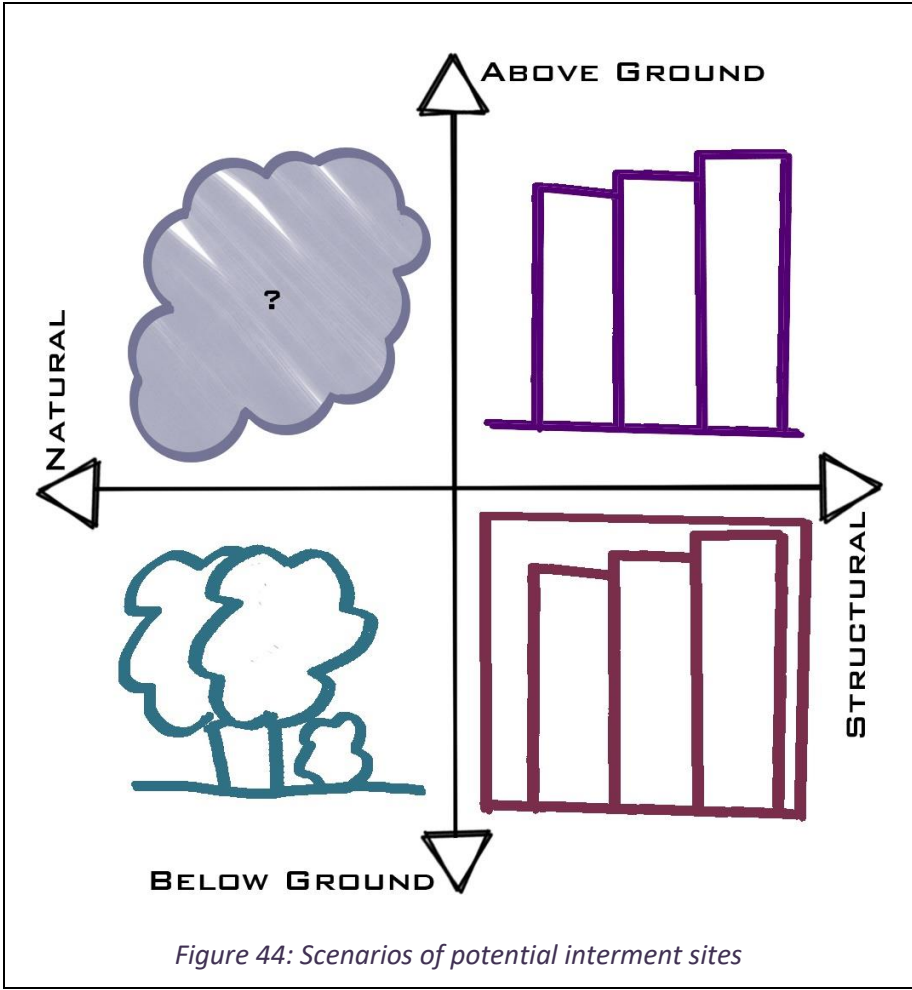 ABOVE GROUND
?
NATURAL
STRUCTURAL
BELOW GROUND
Figure 44: Scenarios of potential interment sites